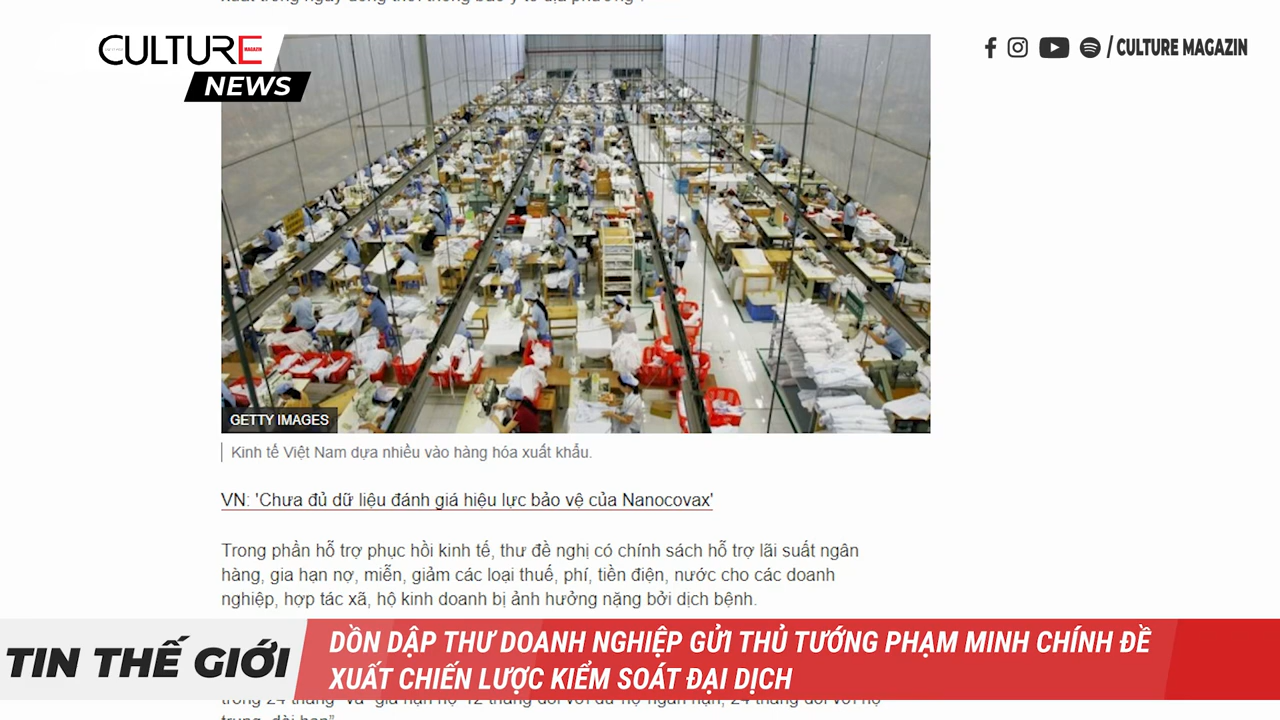 CULTURE
MAGAZIN
NEWS
/ CULTURE MAGAZIN
GETTY IMAGES
Kinh tế Việt Nam dựa nhiều vào hàng hóa xuất khẩu.
VN: 'Chưa đủ dữ liệu đánh giá hiệu lực bảo vệ của Nanocovax'
Trong phần hỗ trợ phục hồi kinh tế, thư đề nghị có chính sách hỗ trợ lãi suất ngân
hàng, gia hạn nợ, miễn, giảm các loại thuế, phí, tiền điện, nước cho các doanh
nghiệp, hợp tác xã, hộ kinh doanh bị ảnh hưởng nặng bởi dịch bệnh.
TIN THẾ GIỚI
DỒN DẬP THƯ DOANH NGHIỆP GỬI THỦ TƯỚNG PHẠM MINH CHÍNH ĐỀ
XUẤT CHIẾN LƯỢC KIỂM SOÁT ĐẠI DỊCH